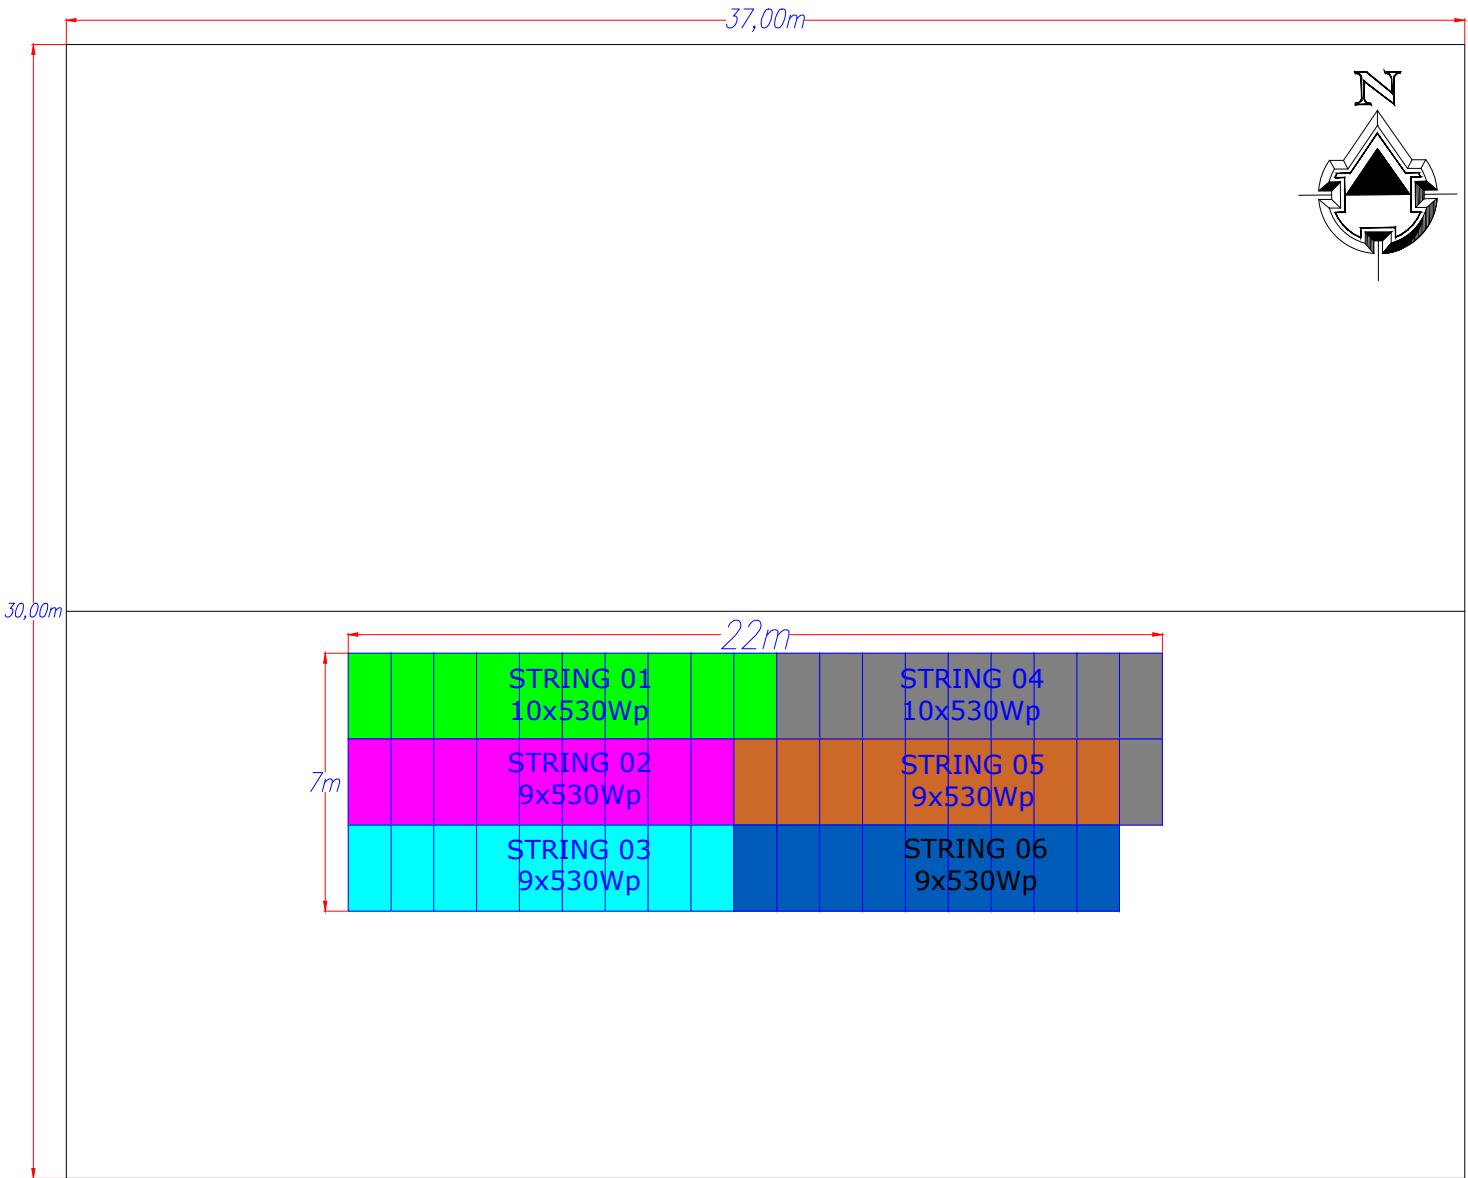 37,00m
N
30,00m
22m
7m
STRING 01
10x530Wp
STRING 04
10x530Wp
STRING 02
9x530Wp
STRING 05
9x530Wp
STRING 03
9x530Wp
STRING 06
9x530Wp